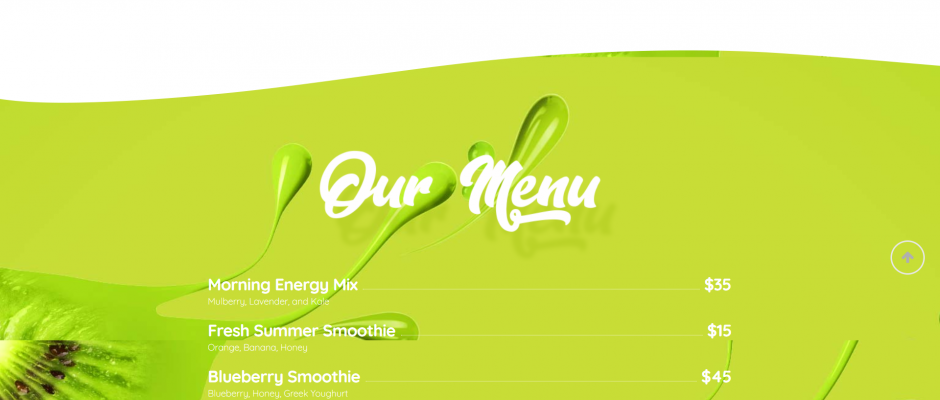 Our Menu
Morning Energy Mix $35
Mulberry, Lavender, and Kale
Fresh Summer Smoothie $15
Orange, Banana, Honey
Blueberry Smoothie $45
Blueberry, Honey, Greek Youghurt